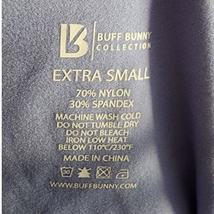 BUFF BUNNY
COLLECTION
EXTRA SMALL
70% NYLON
30% SPANDEX
MACHINE WASH COLD
DO NOT TUMBLE DRY
DO NOT BLEACH
IRON LOW HEAT
BELOW 110°C/230°F
MADE IN CHINA
30
WWW.BUFFBUNNY.COM